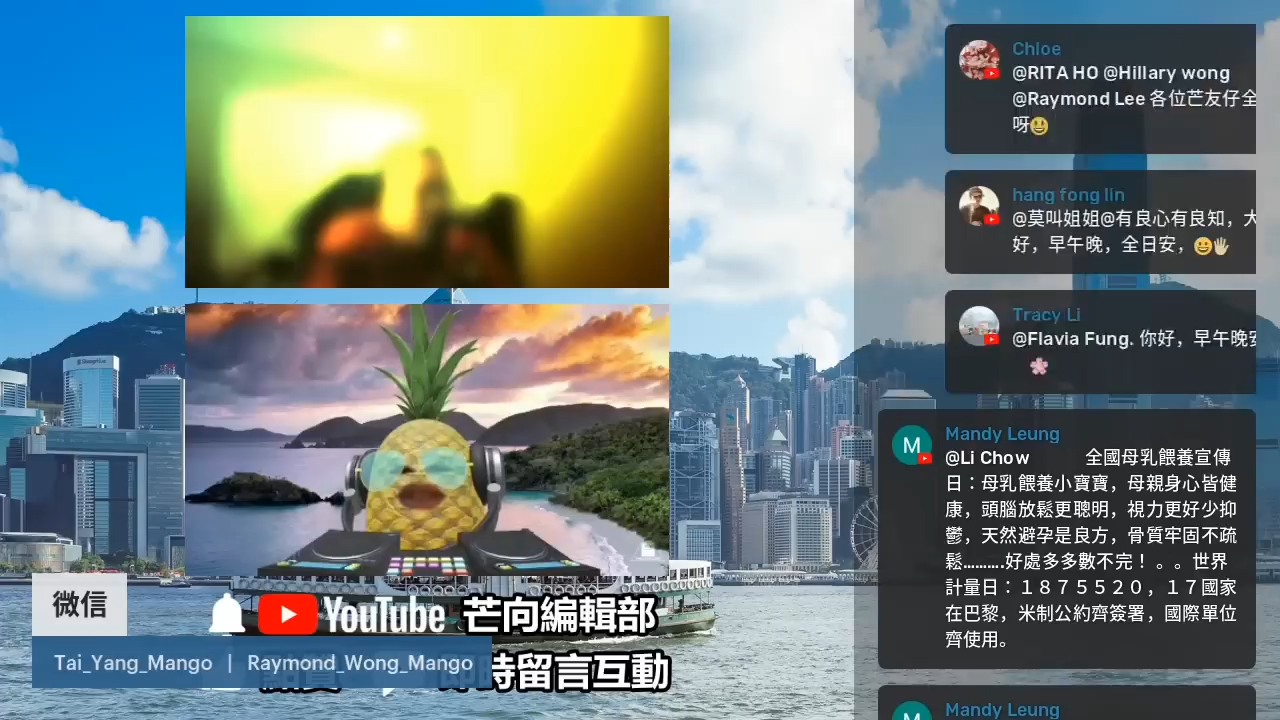 Chloe
@RITA HO @Hillary wong
@Raymond Lee 各位芒友仔全
呀😃
hang fong lin
@莫叫姐姐@有良心有良知，大
好，早午晚，全日安，😀🖐
Tracy Li
@Flavia Fung. 你好，早午晚安
🌸
Mandy Leung
@Li Chow 全國母乳餵養宣傳
日：母乳餵養小寶寶，母親身心皆健
康，頭腦放鬆更聰明，視力更好少抑
鬱，天然避孕是良方，骨質牢固不疏
鬆……….好處多多數不完！。。世界
計量日：１８７５５２０，１７國家
在巴黎，米制公約齊簽署，國際單位
齊使用。
Mandy Leung
微信
Tai_Yang_Mango | Raymond_Wong_Mango
YouTube 芒向編輯部
即時留言互動